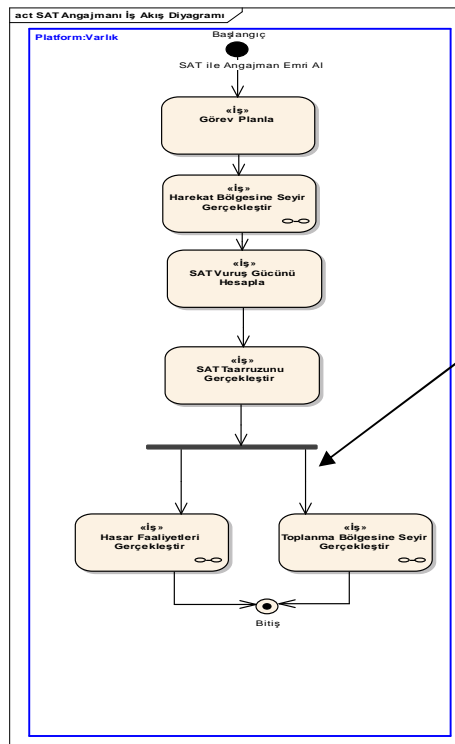 act SAT Angajmanı İş Akış Diyagramı
Platform:Varlık
Başlangıç
SAT ile Angajman Emri Al
«İş»
Görev Planla
«İş»
Harekat Bölgesine Seyir
Gerçekleştir
«İş»
SAT Vuruş Gücünü
Hesapla
«İş»
SAT Taarruzunu
Gerçekleştir
«İş»
Hasar Faaliyetleri
Gerçekleştir
«İş»
Toplanma Bölgesine Seyir
Gerçekleştir
Bitiş